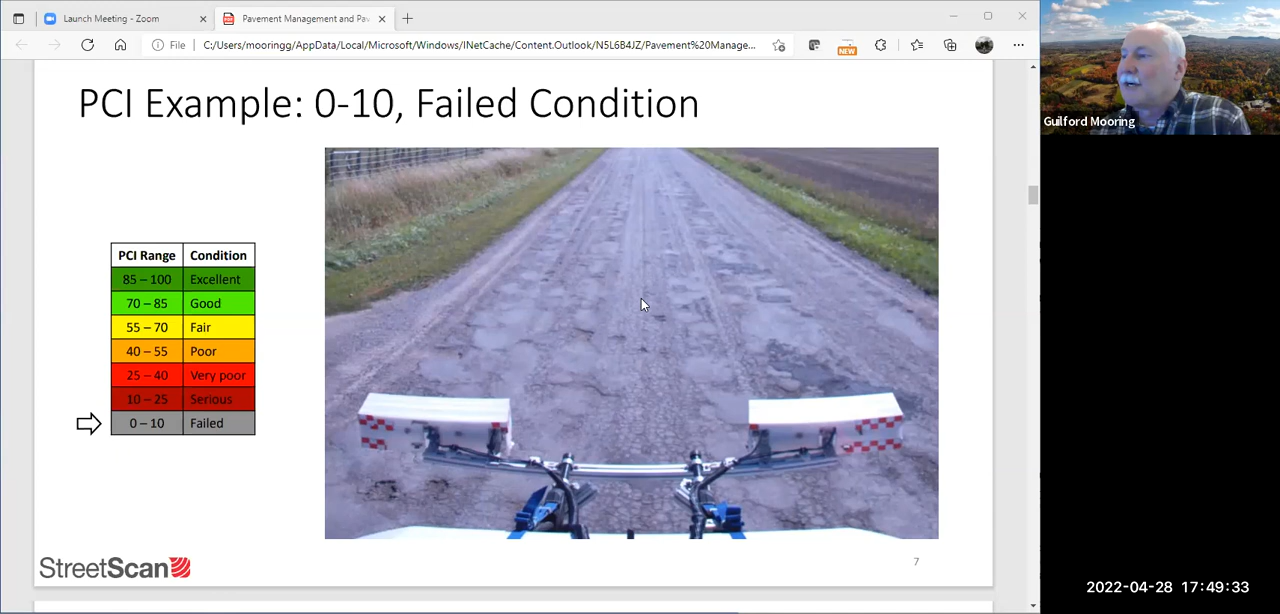 Launch Meeting - Zoom
Pavement Management and Pav
File
C:/Users/mooringg/AppData/Local/Microsoft/Windows/INetCache/Content.Outlook/N5L6B4JZ/Pavement%20Manage...
NEW
PCI Example: 0-10, Failed Condition
PCI Range Condition
85 – 100 Excellent
70 – 85 Good
55 – 70 Fair
40 – 55 Poor
25 – 40 Very poor
10 – 25 Serious
0 – 10 Failed
StreetScan
7
Guilford Mooring
2022-04-28 17:49:33